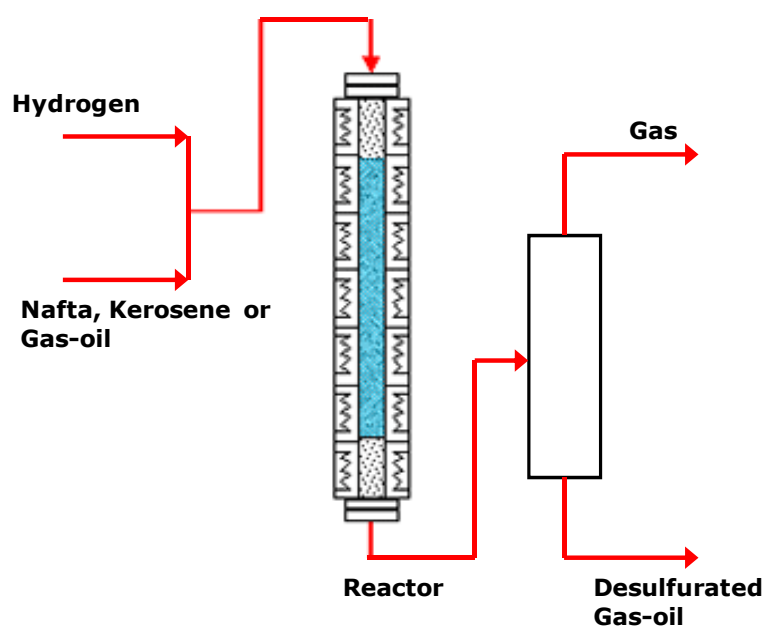 Hydrogen
Gas
Nafta, Kerosene or
Gas-oil
Reactor
Desulfurated
Gas-oil